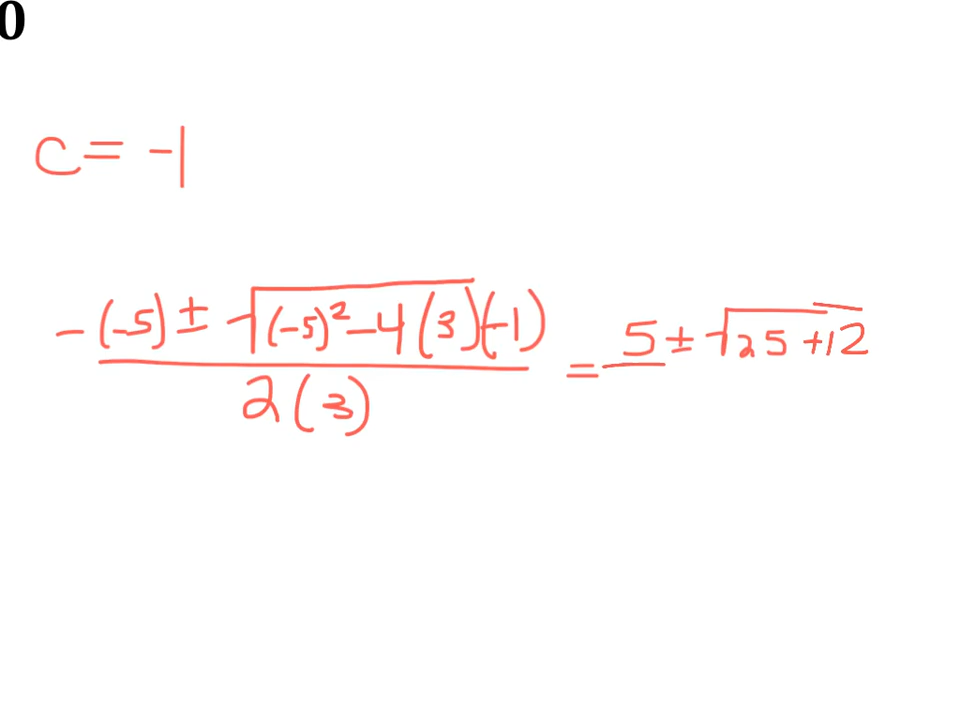 0
c = -1
-(-5) ± √(-5)² - 4(3)(-1) = 5 ± √25 + 12
2(3)